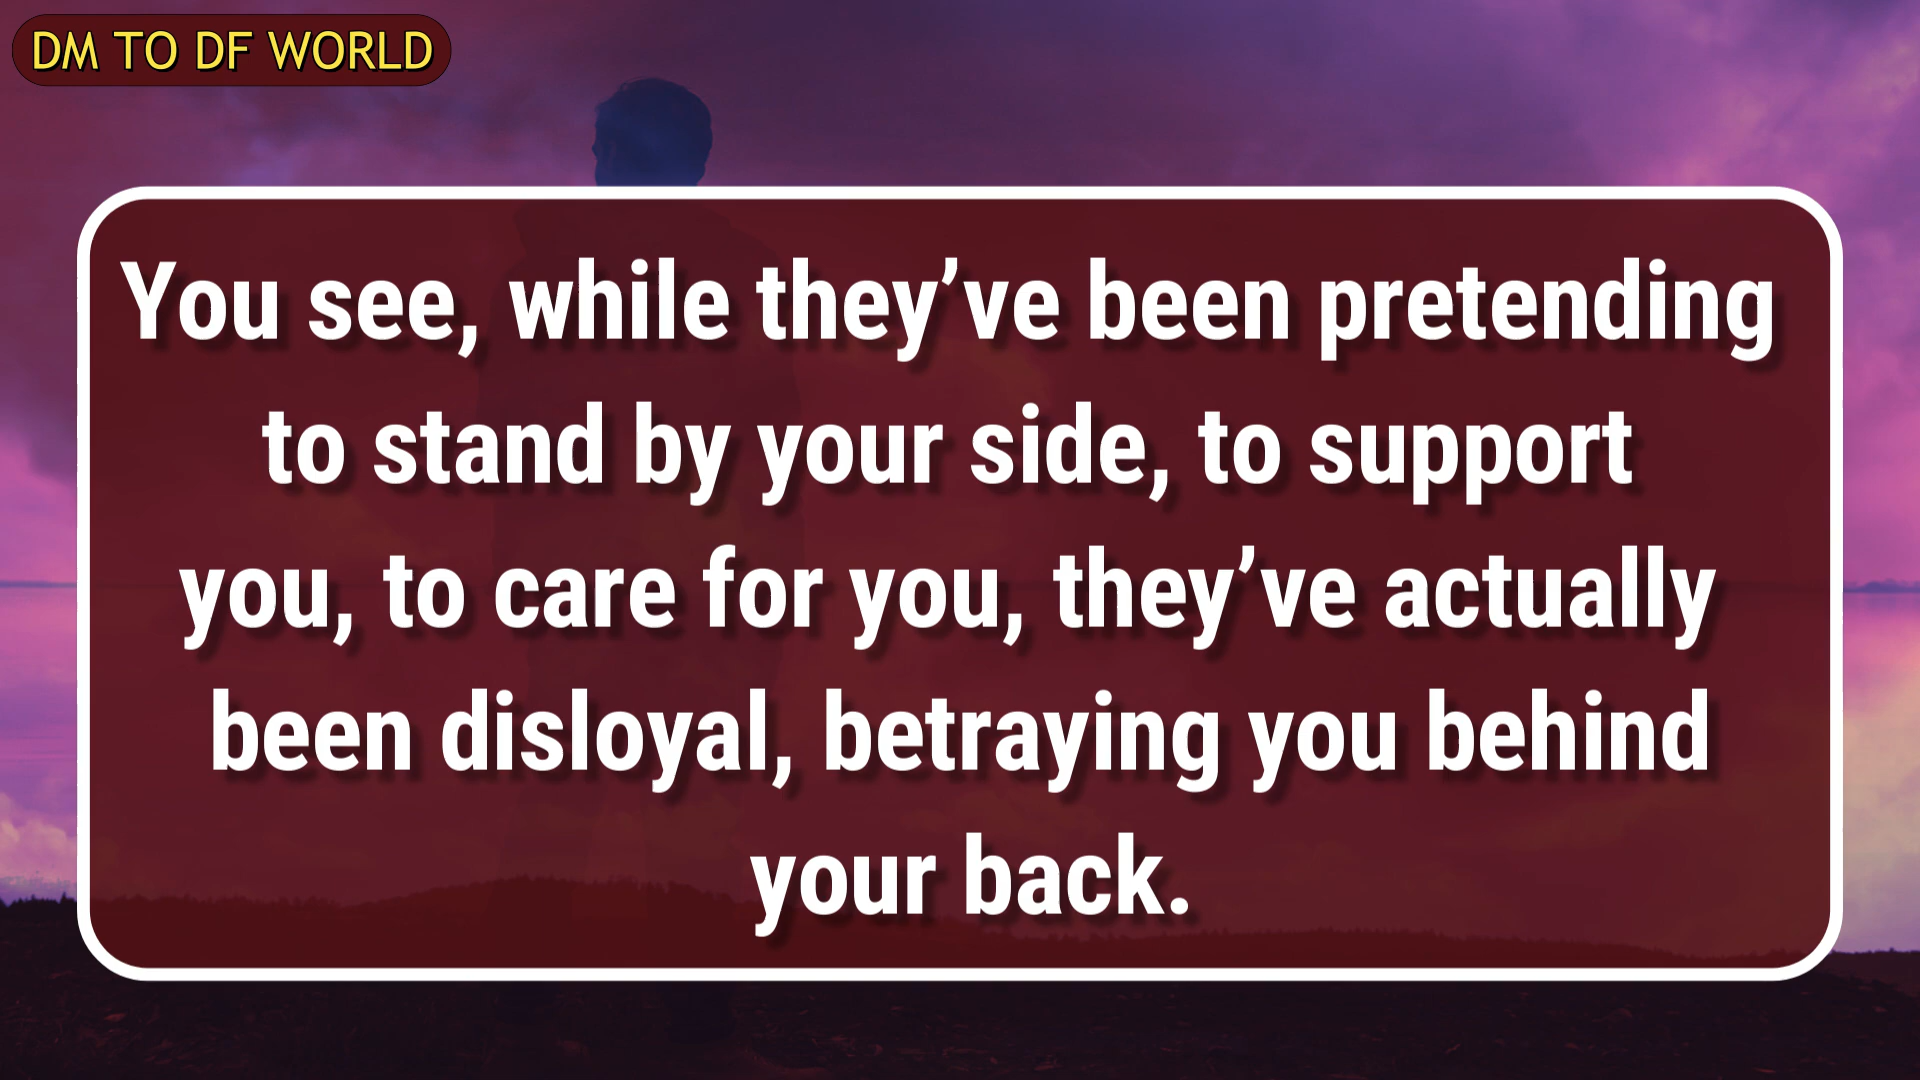 DM TO DF WORLD
You see, while they’ve been pretending
to stand by your side, to support
you, to care for you, they’ve actually
been disloyal, betraying you behind
your back.